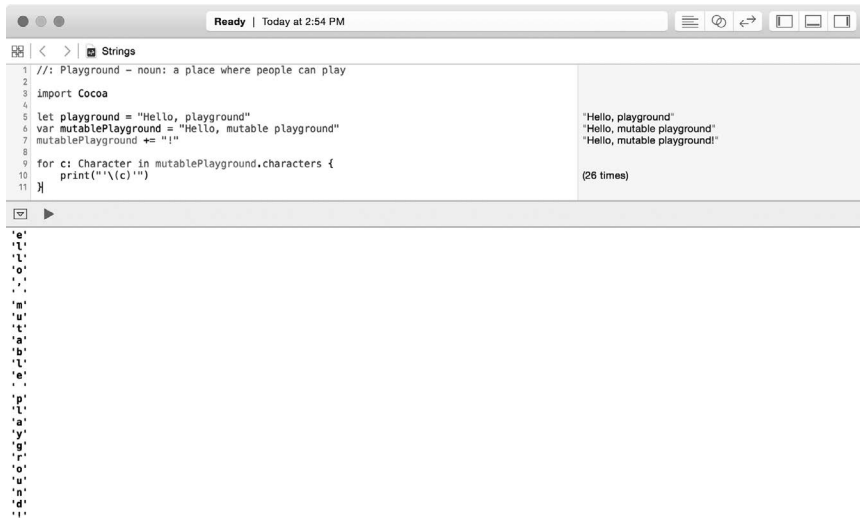 Ready | Today at 2:54 PM
Strings
1 //: Playground – noun: a place where people can play
2
3 import Cocoa
4
5 let playground = "Hello, playground"
"Hello, playground"
6 var mutablePlayground = "Hello, mutable playground"
"Hello, mutable playground"
7 mutablePlayground += "!"
"Hello, mutable playground!"
8
9 for c: Character in mutablePlayground.characters {
10 print("'\(c)'")
(26 times)
11 }
'e'
'l'
'l'
'o'
','
' '
'm'
'u'
't'
'a'
'b'
'l'
'e'
' '
'p'
'l'
'a'
'y'
'g'
'r'
'o'
'u'
'n'
'd'
'!'